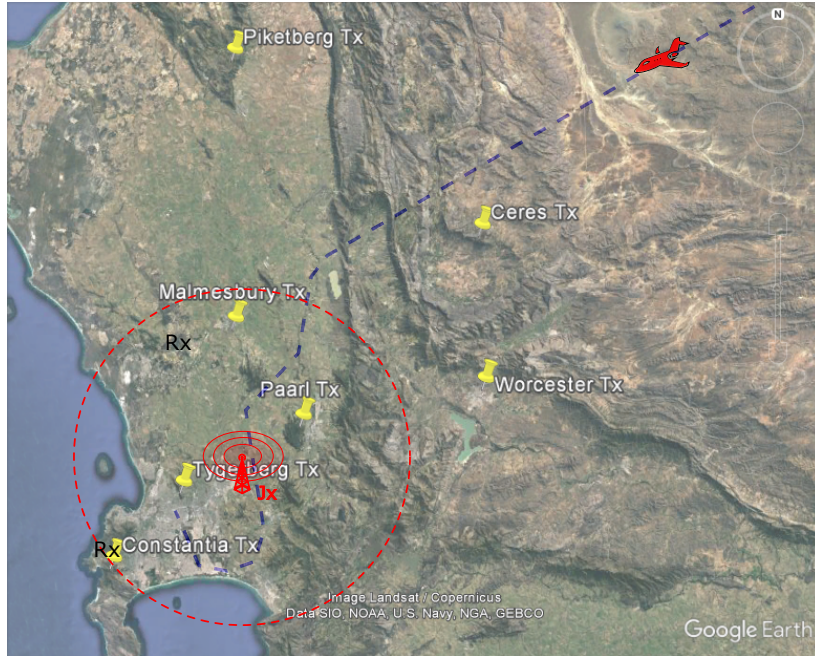 Piketberg Tx
N
Ceres Tx
Malmesbury Tx
Rx
Paarl Tx
Worcester Tx
Tygerberg Tx
Jx
Rx
Constantia Tx
Image Landsat / Copernicus
Data SIO, NOAA, U.S. Navy, NGA, GEBCO
Google Earth